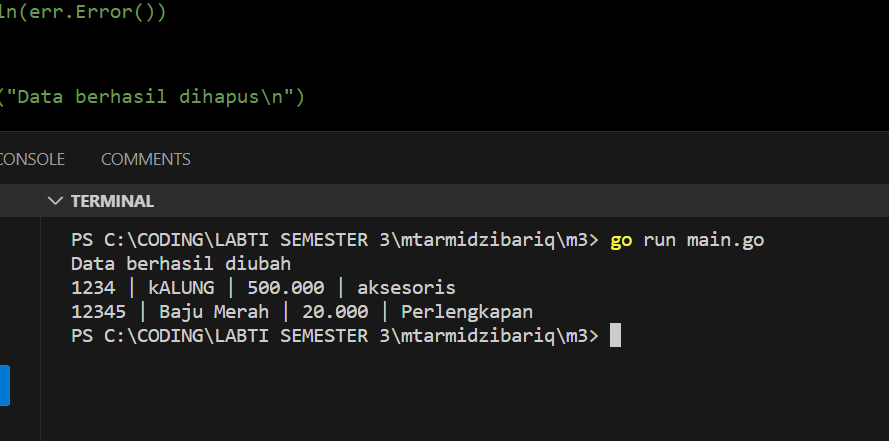 ln(err.Error())
("Data berhasil dihapus\n")
CONSOLE COMMENTS
TERMINAL
PS C:\CODING\LABTI SEMESTER 3\mtarmidzibariq\m3> go run main.go
Data berhasil diubah
1234 | kALUNG | 500.000 | aksesoris
12345 | Baju Merah | 20.000 | Perlengkapan
PS C:\CODING\LABTI SEMESTER 3\mtarmidzibariq\m3>